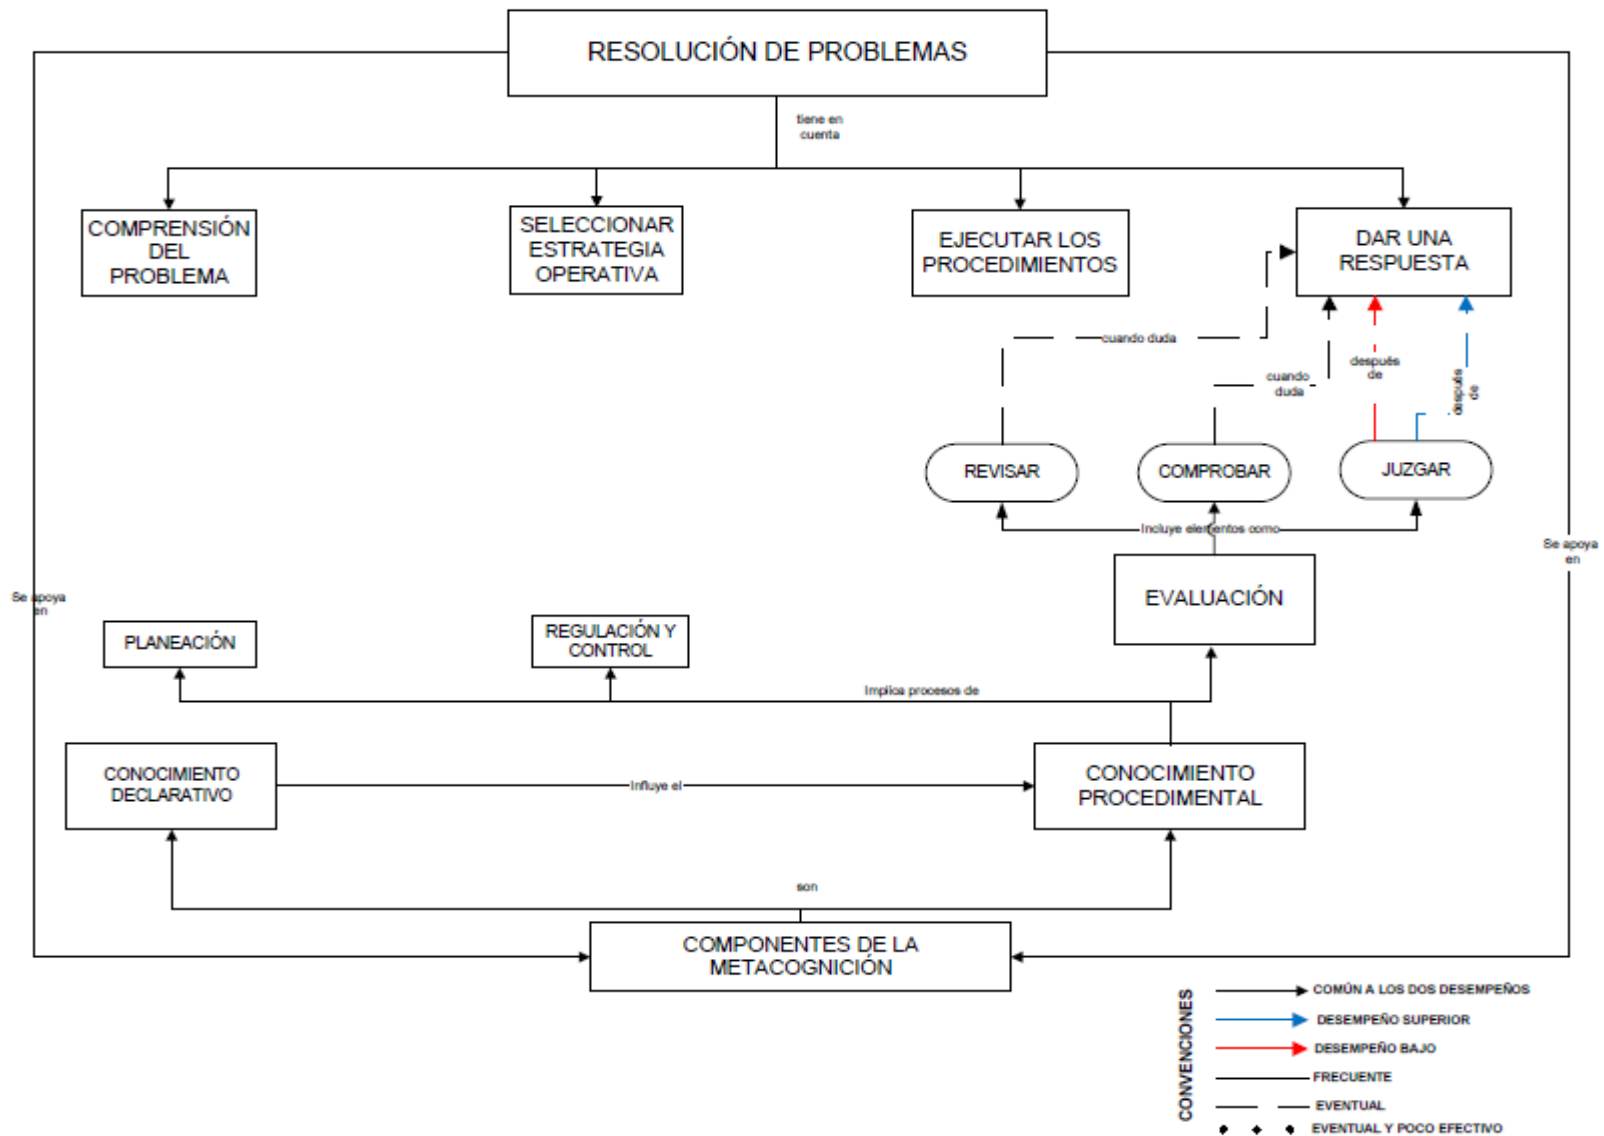 RESOLUCIÓN DE PROBLEMAS
tiene en
cuenta
COMPRENSIÓN
DEL
PROBLEMA
SELECCIONAR
ESTRATEGIA
OPERATIVA
EJECUTAR LOS
PROCEDIMIENTOS
DAR UNA
RESPUESTA
cuando duda
cuando
duda
después
de
después
de
REVISAR
COMPROBAR
JUZGAR
Incluye elementos como
Se apoya
en
Se apoya
en
EVALUACIÓN
PLANEACIÓN
REGULACIÓN Y
CONTROL
Implica procesos de
CONOCIMIENTO
DECLARATIVO
Influye el
CONOCIMIENTO
PROCEDIMENTAL
son
COMPONENTES DE LA
METACOGNICIÓN
CONVENCIONES
COMÚN A LOS DOS DESEMPEÑOS
DESEMPEÑO SUPERIOR
DESEMPEÑO BAJO
FRECUENTE
EVENTUAL
EVENTUAL Y POCO EFECTIVO